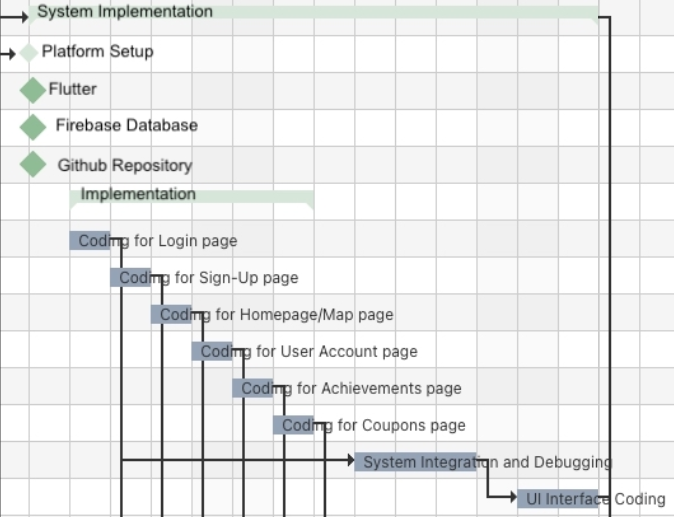 System Implementation
Platform Setup
Flutter
Firebase Database
Github Repository
Implementation
Coding for Login page
Coding for Sign-Up page
Coding for Homepage/Map page
Coding for User Account page
Coding for Achievements page
Coding for Coupons page
System Integration and Debugging
UI Interface Coding